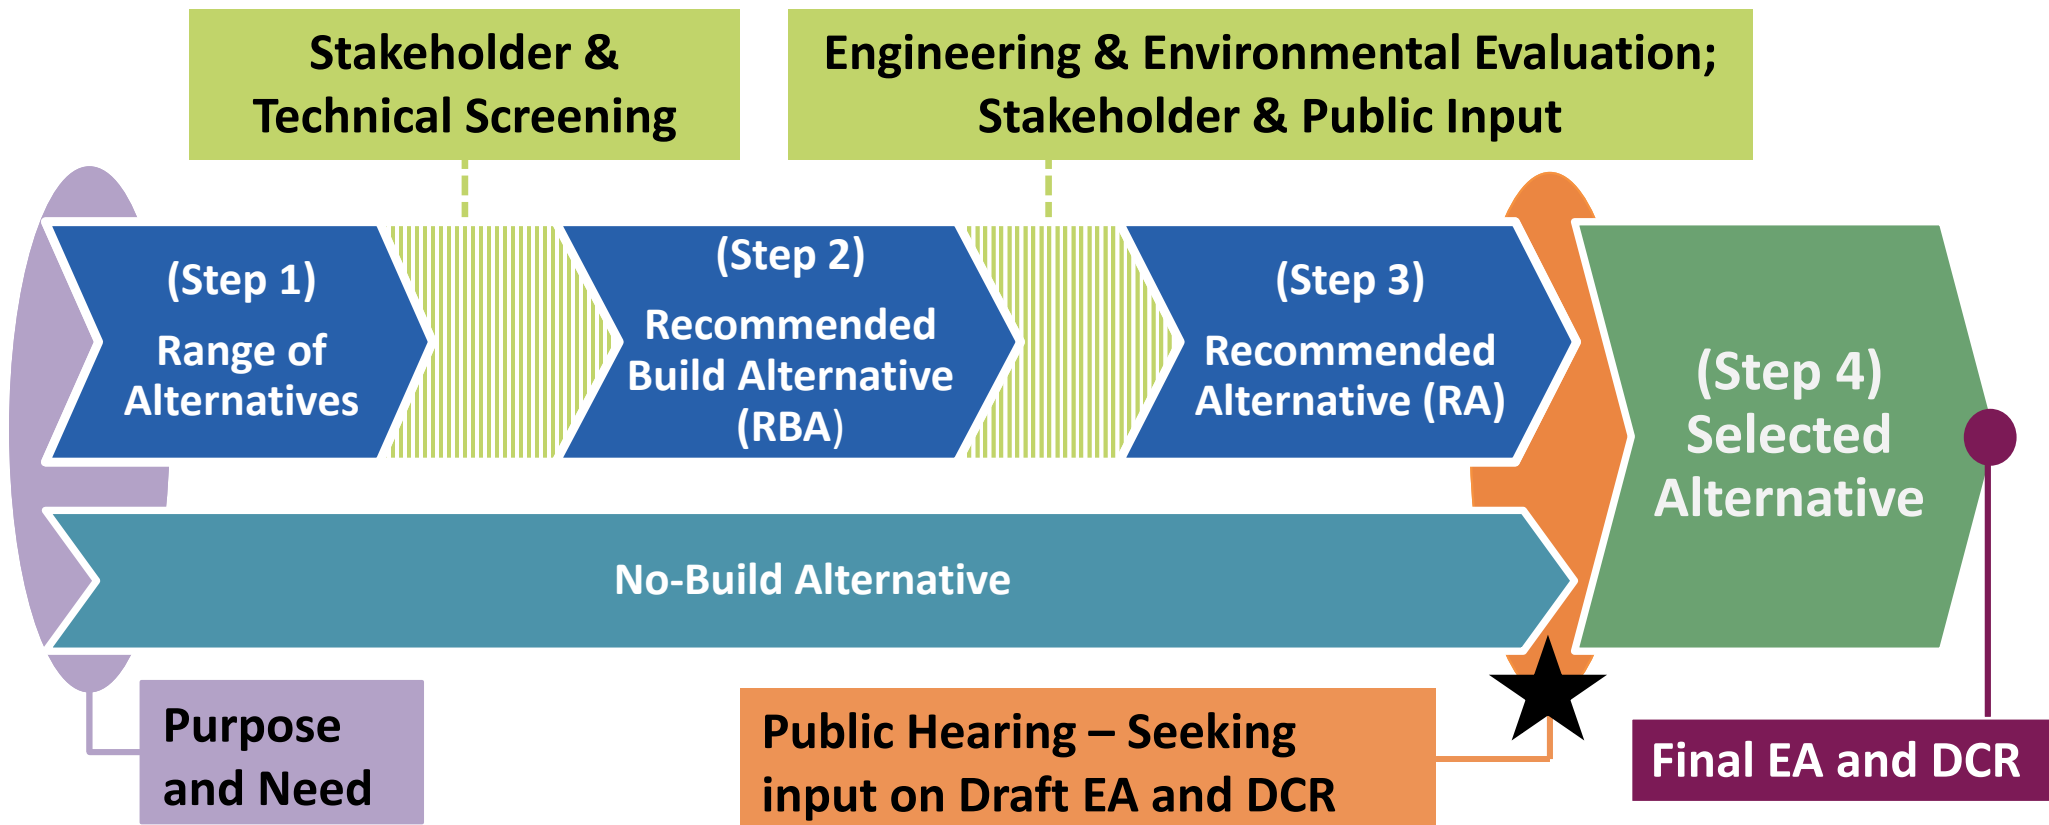 Stakeholder &
Technical Screening
Engineering & Environmental Evaluation;
Stakeholder & Public Input
(Step 1)
Range of
Alternatives
(Step 2)
Recommended
Build Alternative
(RBA)
(Step 3)
Recommended
Alternative (RA)
(Step 4)
Selected
Alternative
No-Build Alternative
Purpose
and Need
Public Hearing – Seeking
input on Draft EA and DCR
Final EA and DCR